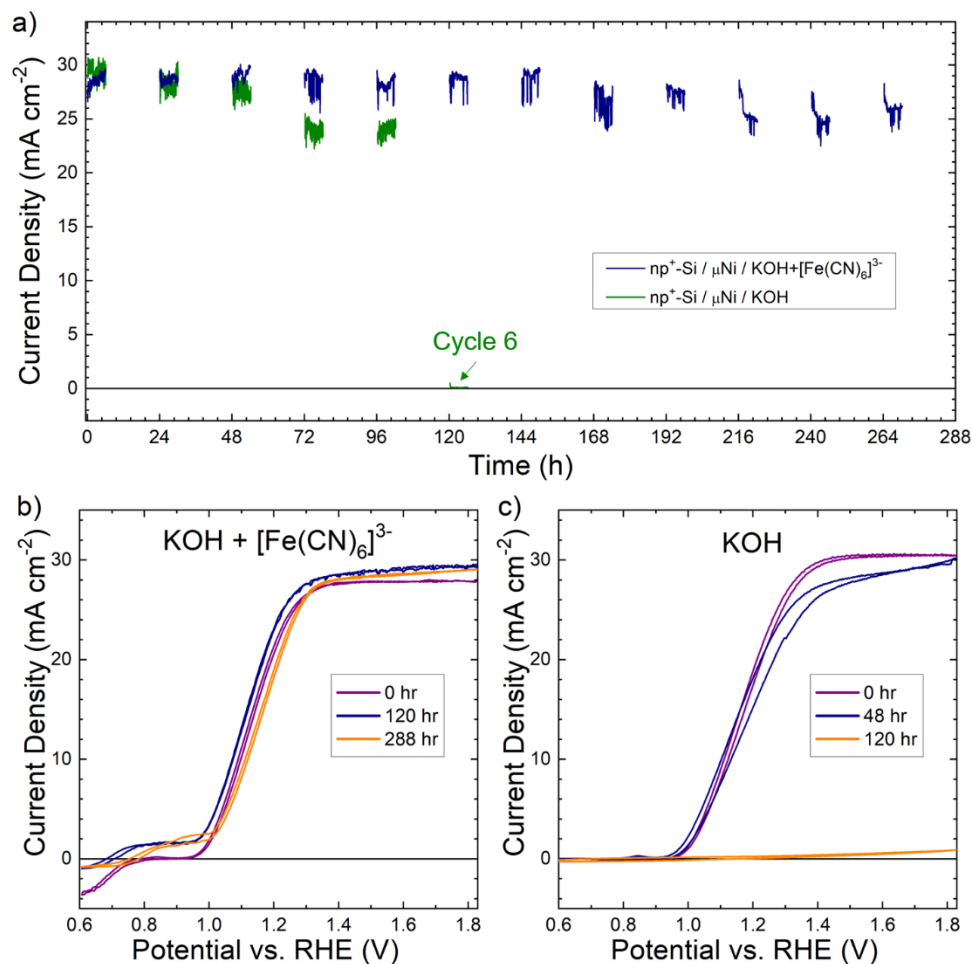 a)
Current Density (mA cm⁻²)
35
30
25
20
15
10
5
0
np⁺-Si / μNi / KOH+[Fe(CN)₆]³⁻
np⁺-Si / μNi / KOH
Cycle 6
0 24 48 72 96 120 144 168 192 216 240 264 288
Time (h)
b)
KOH + [Fe(CN)₆]³⁻
Current Density (mA cm⁻²)
30
20
10
0
0 hr
120 hr
288 hr
0.6 0.8 1.0 1.2 1.4 1.6 1.8
Potential vs. RHE (V)
c)
KOH
Current Density (mA cm⁻²)
30
20
10
0
0 hr
48 hr
120 hr
0.6 0.8 1.0 1.2 1.4 1.6 1.8
Potential vs. RHE (V)